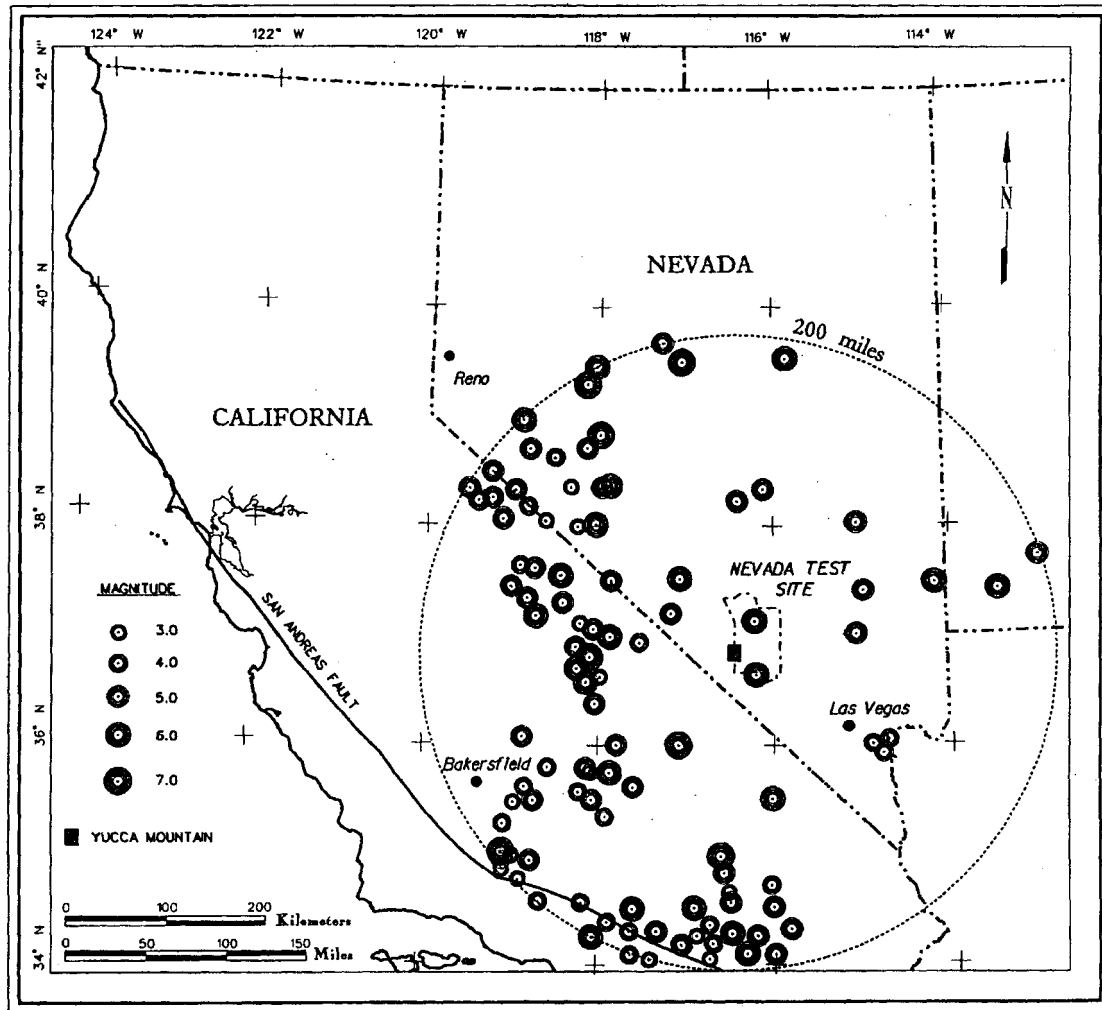 124° W
122° W
120° W
118° W
116° W
114° W
42° N
40° N
38° N
36° N
34° N
N
NEVADA
200 miles
Reno
CALIFORNIA
NEVADA TEST
SITE
MAGNITUDE
3.0
4.0
5.0
6.0
7.0
SAN ANDREAS FAULT
Las Vegas
Bakersfield
YUCCA MOUNTAIN
0 100 200
Kilometers
0 50 100 150
Miles